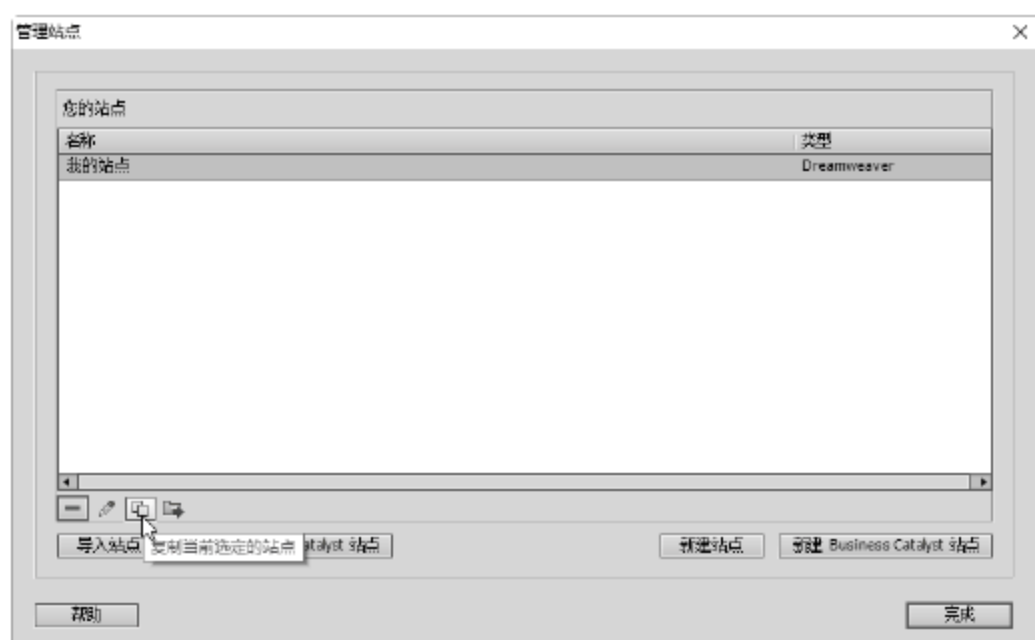 管理站点
您的站点
名称 类型
我的站点 Dreamweaver
导入站点 复制当前选定的站点 atalyst 站点 新建站点 新建 Business Catalyst 站点
帮助 完成